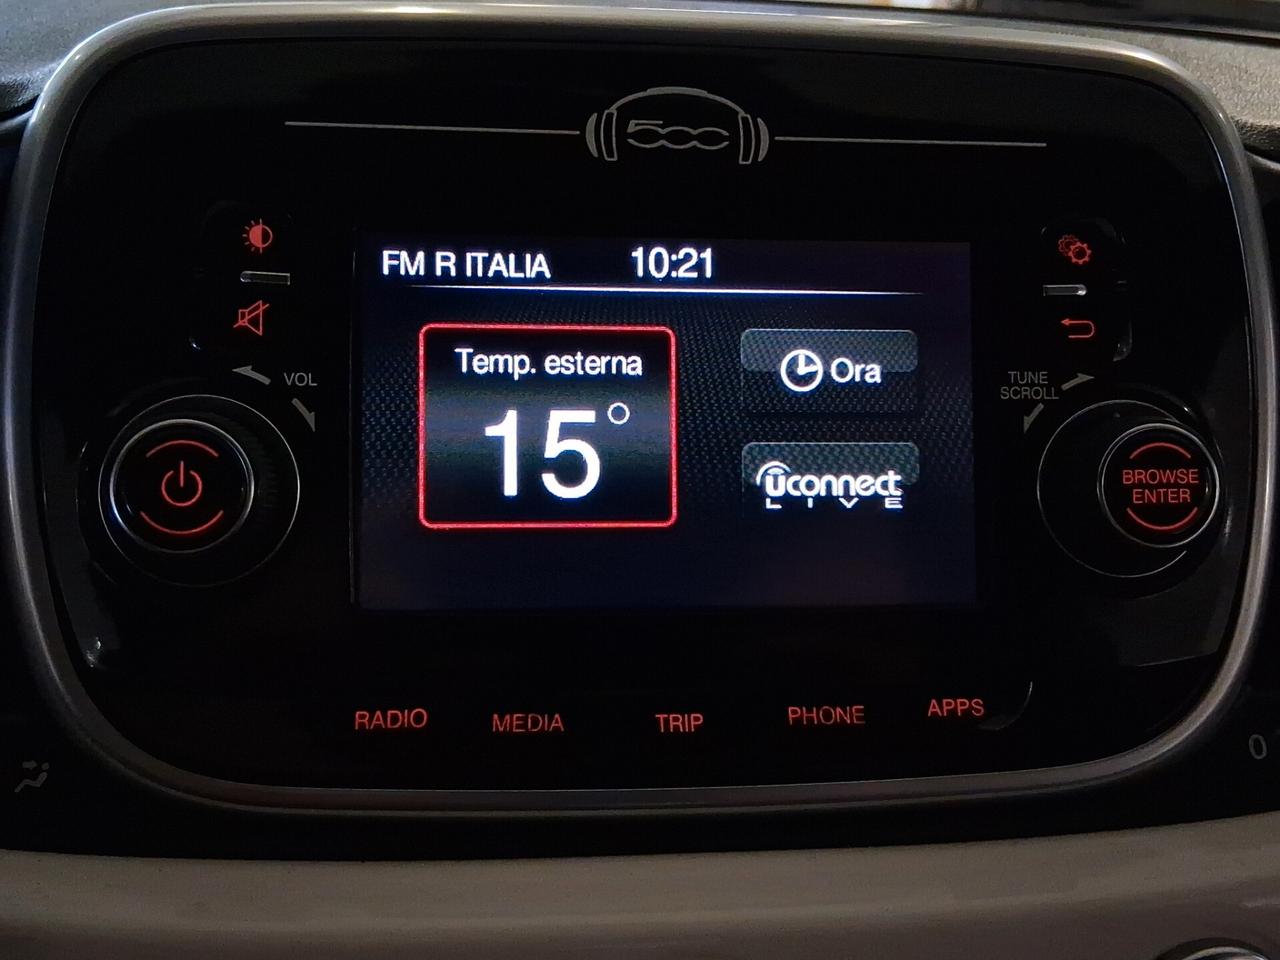 500
FM R ITALIA 10:21
Temp. esterna
15°
Ora
uconnect
LIVE
VOL
TUNE
SCROLL
BROWSE
ENTER
RADIO
MEDIA
TRIP
PHONE
APPS
0